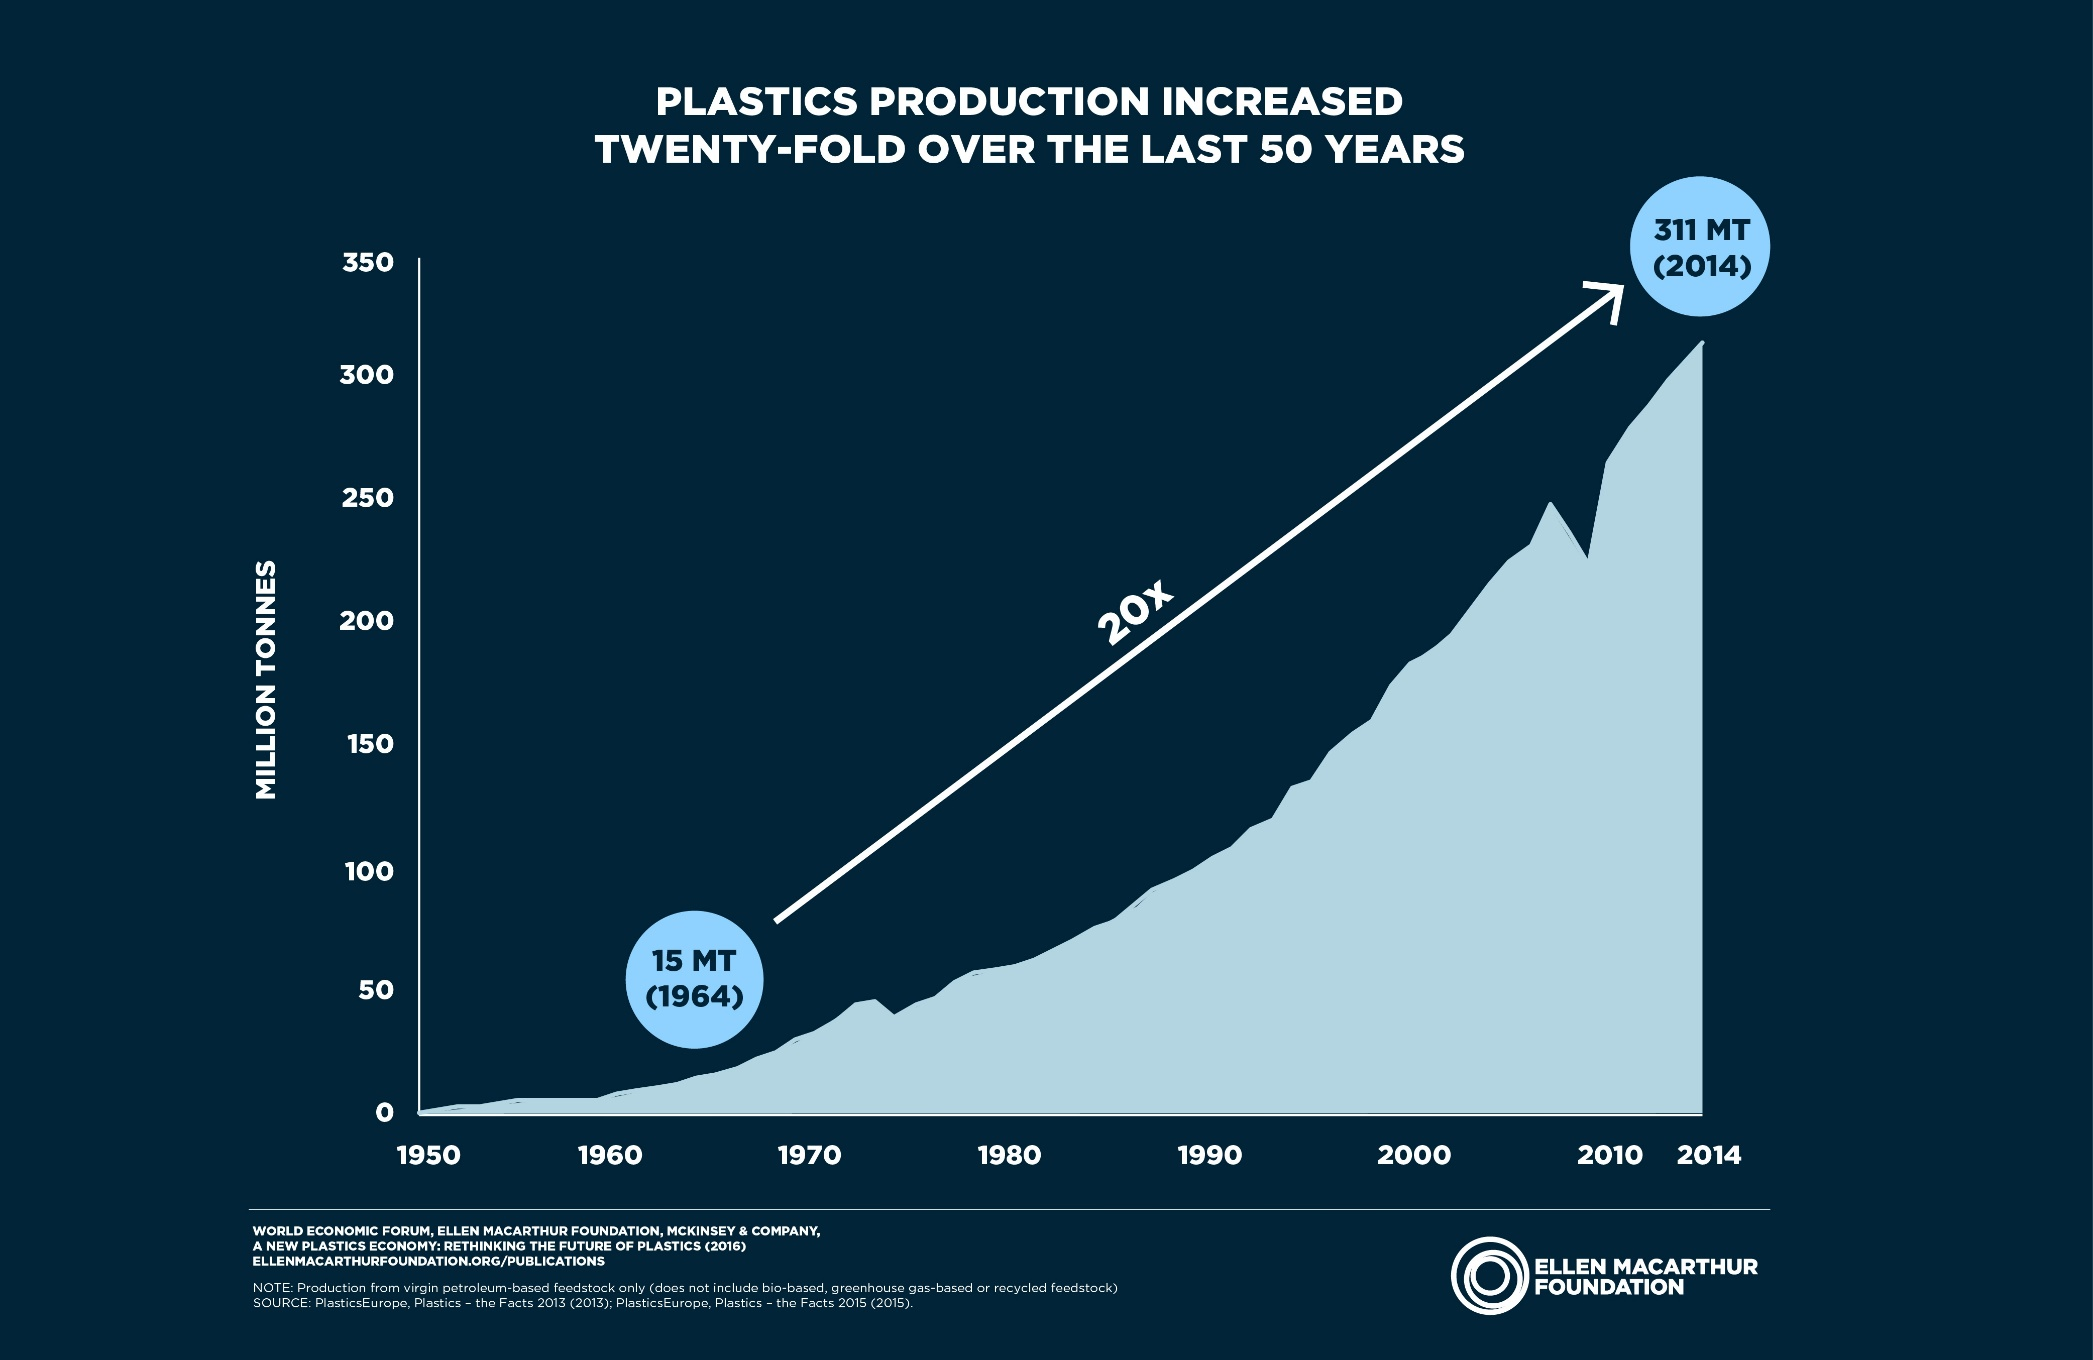 PLASTICS PRODUCTION INCREASED
TWENTY-FOLD OVER THE LAST 50 YEARS
311 MT
(2014)
350
300
250
200
150
100
50
0
MILLION TONNES
20x
15 MT
(1964)
1950 1960 1970 1980 1990 2000 2010 2014
WORLD ECONOMIC FORUM, ELLEN MACARTHUR FOUNDATION, MCKINSEY & COMPANY,
A NEW PLASTICS ECONOMY: RETHINKING THE FUTURE OF PLASTICS (2016)
ELLENMACARTHURFOUNDATION.ORG/PUBLICATIONS
NOTE: Production from virgin petroleum-based feedstock only (does not include bio-based, greenhouse gas-based or recycled feedstock)
SOURCE: PlasticsEurope, Plastics – the Facts 2013 (2013); PlasticsEurope, Plastics – the Facts 2015 (2015).
ELLEN MACARTHUR
FOUNDATION